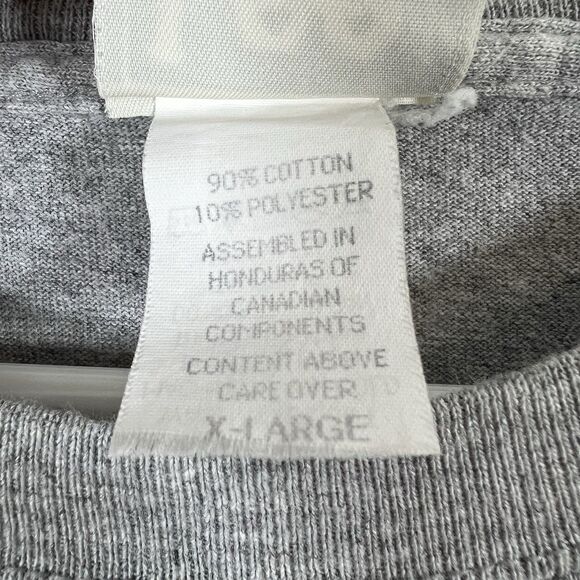 90% COTTON
10% POLYESTER
ASSEMBLED IN
HONDURAS OF
CANADIAN
COMPONENTS
CONTENT ABOVE
CARE OVER
X-LARGE